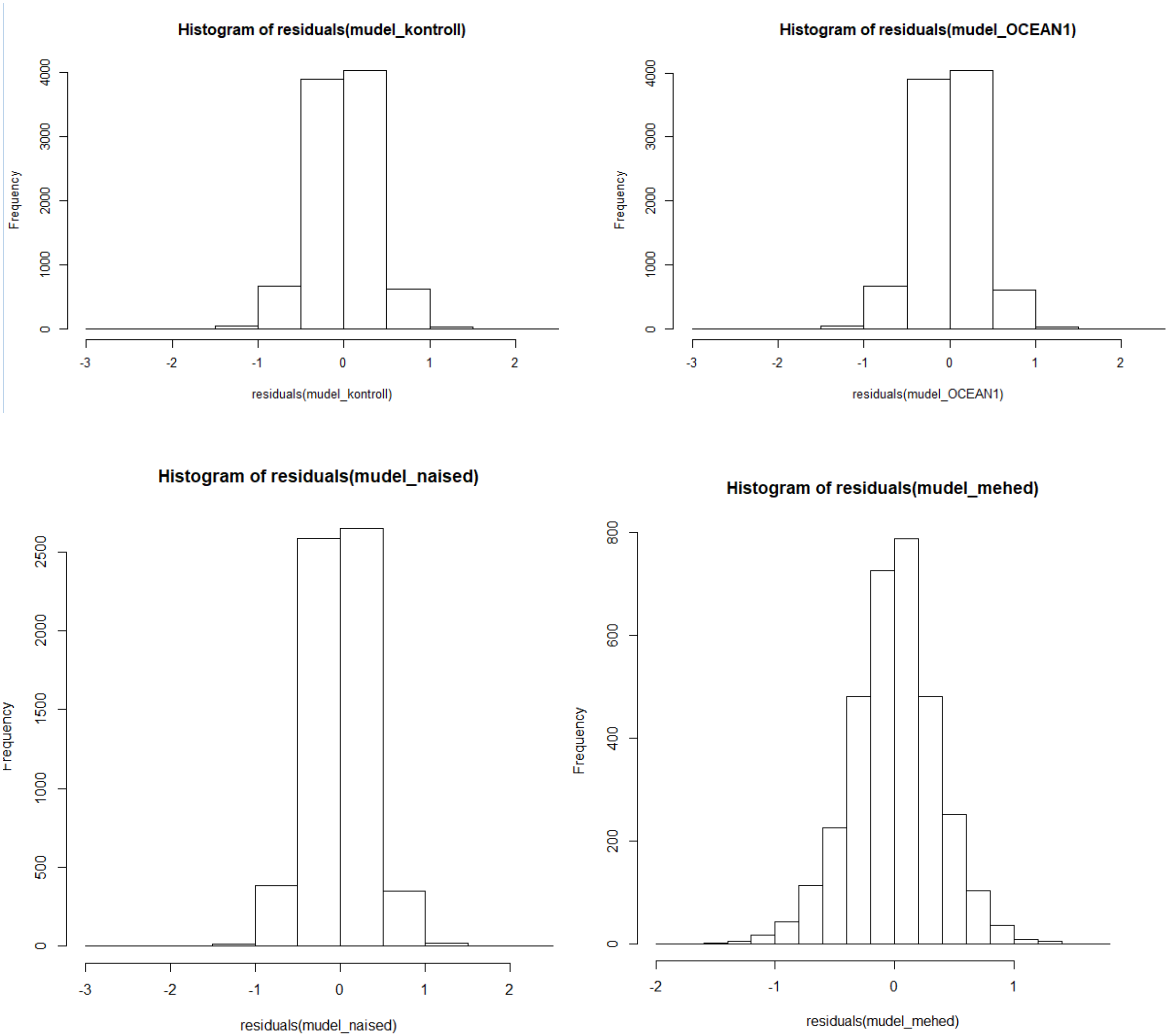 Histogram of residuals(mudel_kontroll)
Frequency
4000
3000
2000
1000
0
-3 -2 -1 0 1 2
residuals(mudel_kontroll)
Histogram of residuals(mudel_OCEAN1)
Frequency
4000
3000
2000
1000
0
-3 -2 -1 0 1 2
residuals(mudel_OCEAN1)
Histogram of residuals(mudel_naised)
Frequency
2500
2000
1500
1000
500
0
-3 -2 -1 0 1 2
residuals(mudel_naised)
Histogram of residuals(mudel_mehed)
Frequency
800
600
400
200
0
-2 -1 0 1
residuals(mudel_mehed)